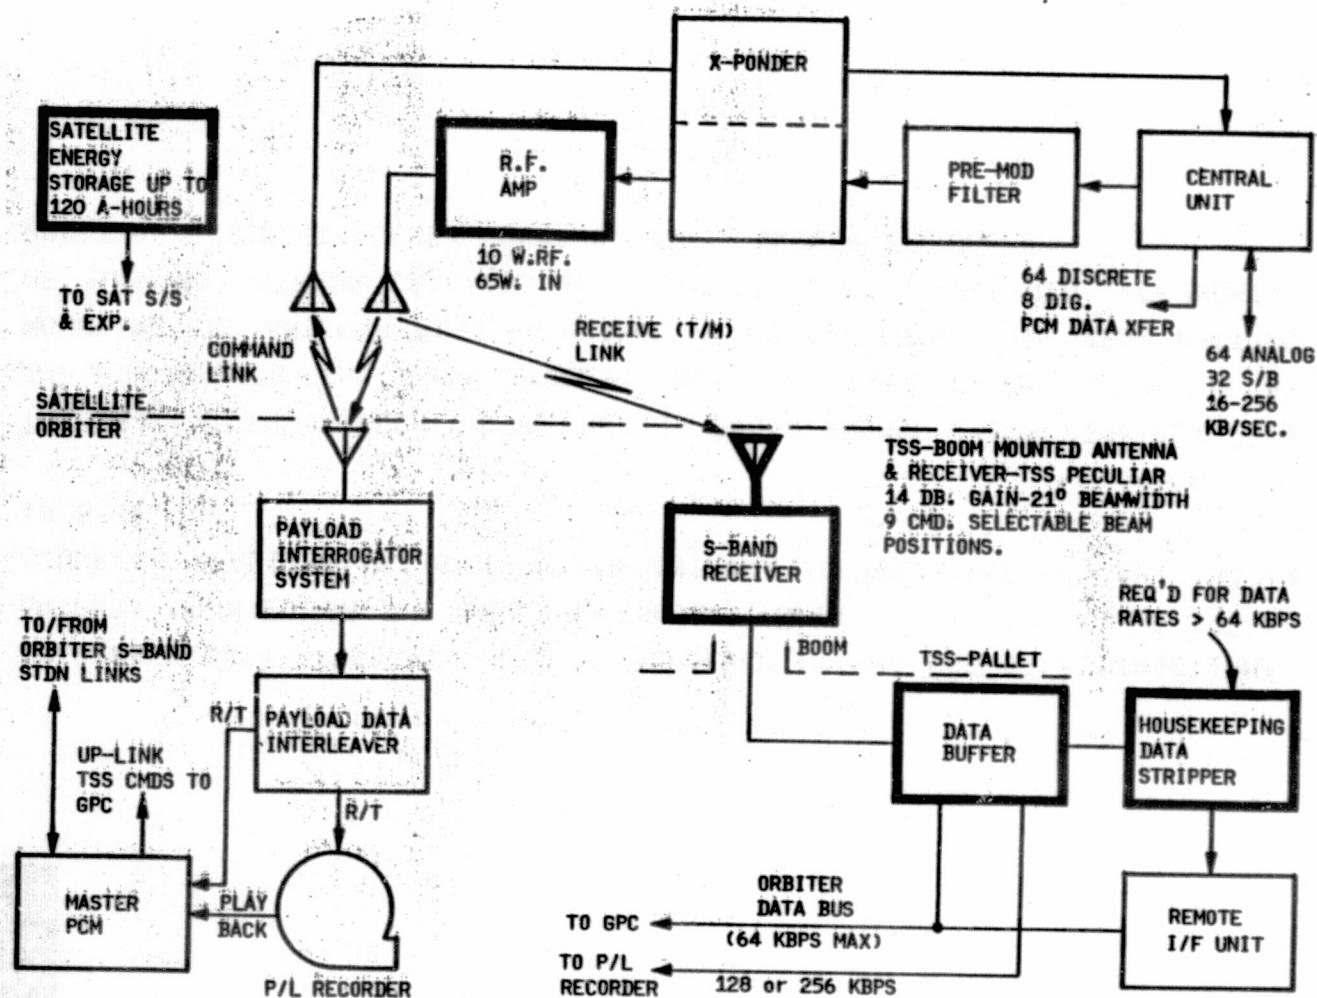 X-PONDER
SATELLITE
ENERGY
STORAGE UP TO
120 A-HOURS
R.F.
AMP
PRE-MOD
FILTER
CENTRAL
UNIT
10 W.RF.
65W. IN
TO SAT S/S
& EXP.
64 DISCRETE
8 DIG.
PCM DATA XFER
COMMAND
LINK
RECEIVE (T/M)
LINK
64 ANALOG
32 S/B
16-256
KB/SEC.
SATELLITE
ORBITER
TSS-BOOM MOUNTED ANTENNA
& RECEIVER-TSS PECULIAR
14 DB. GAIN-21⁰ BEAMWIDTH
9 CMD. SELECTABLE BEAM
POSITIONS.
PAYLOAD
INTERROGATOR
SYSTEM
S-BAND
RECEIVER
REQ'D FOR DATA
RATES > 64 KBPS
TO/FROM
ORBITER S-BAND
STDN LINKS
BOOM
TSS-PALLET
R/T
PAYLOAD DATA
INTERLEAVER
DATA
BUFFER
HOUSEKEEPING
DATA
STRIPPER
UP-LINK
TSS CMDS TO
GPC
R/T
MASTER
PCM
PLAY
BACK
P/L RECORDER
ORBITER
DATA BUS
TO GPC
(64 KBPS MAX)
TO P/L
RECORDER
128 or 256 KBPS
REMOTE
I/F UNIT